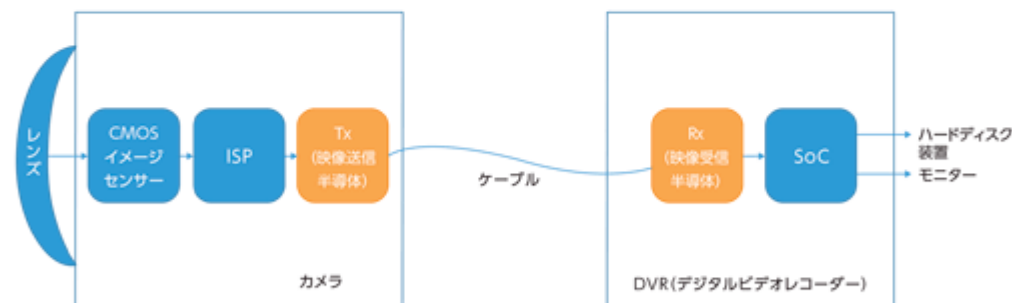 レンズ
CMOS
イメージ
センサー
ISP
Tx
(映像送信
半導体)
ケーブル
カメラ
Rx
(映像受信
半導体)
SoC
ハードディスク
装置
モニター
DVR(デジタルビデオレコーダー)